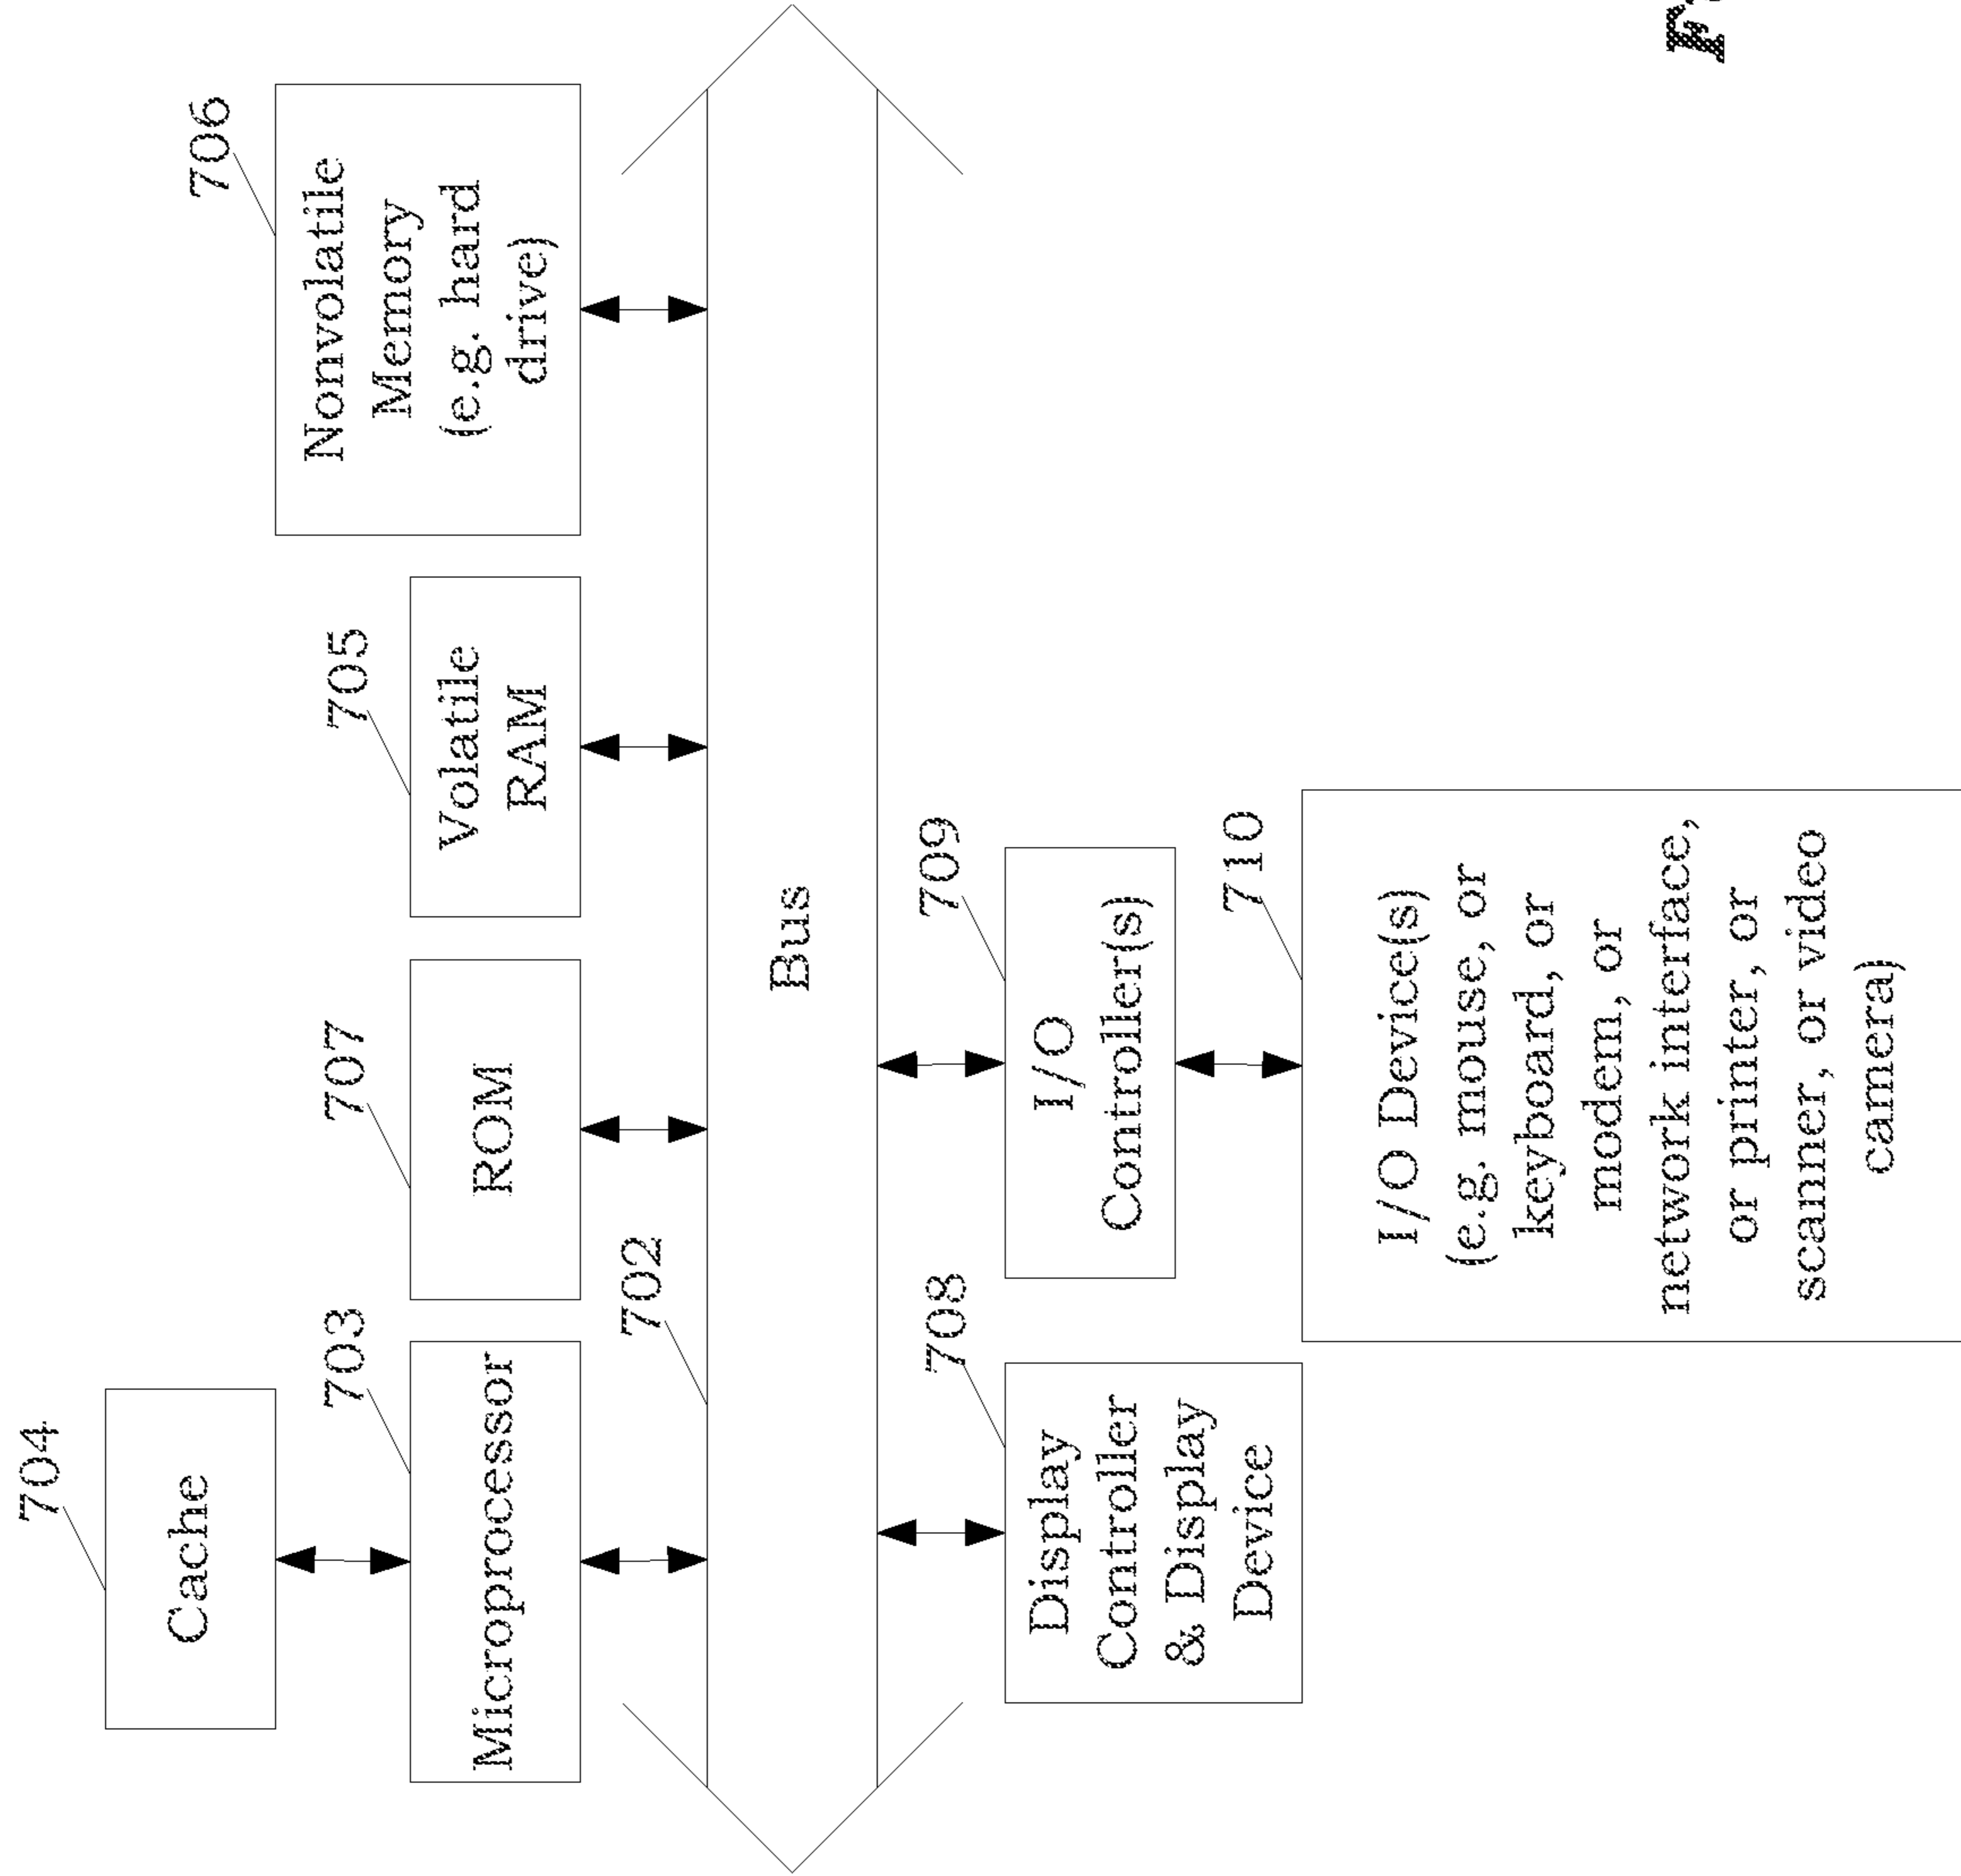 704
Cache
703
Microprocessor
707
ROM
705
Volatile
RAM
706
Nonvolatile
Memory
(e.g. hard
drive)
702
Bus
708
Display
Controller
& Display
Device
709
I/O
Controller(s)
710
I/O Device(s)
(e.g. mouse, or
keyboard, or
modem, or
network interface,
or printer, or
scanner, or video
camera)